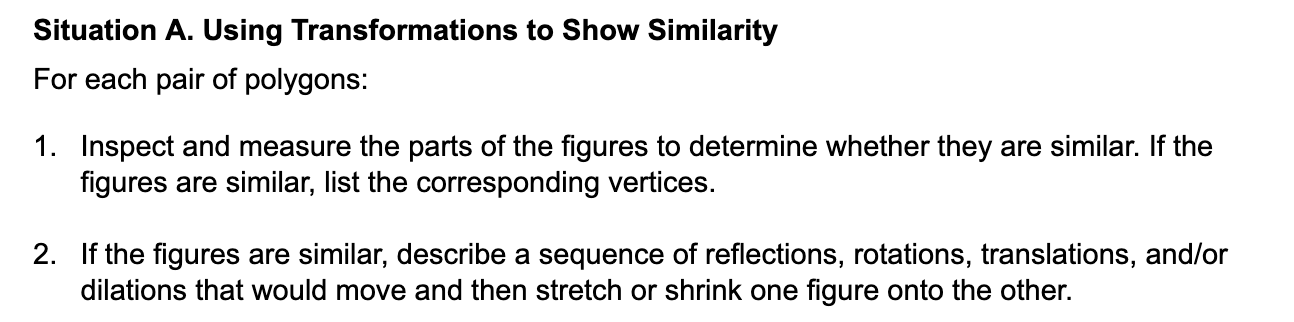 Situation A. Using Transformations to Show Similarity
For each pair of polygons:
1. Inspect and measure the parts of the figures to determine whether they are similar. If the
figures are similar, list the corresponding vertices.
2. If the figures are similar, describe a sequence of reflections, rotations, translations, and/or
dilations that would move and then stretch or shrink one figure onto the other.